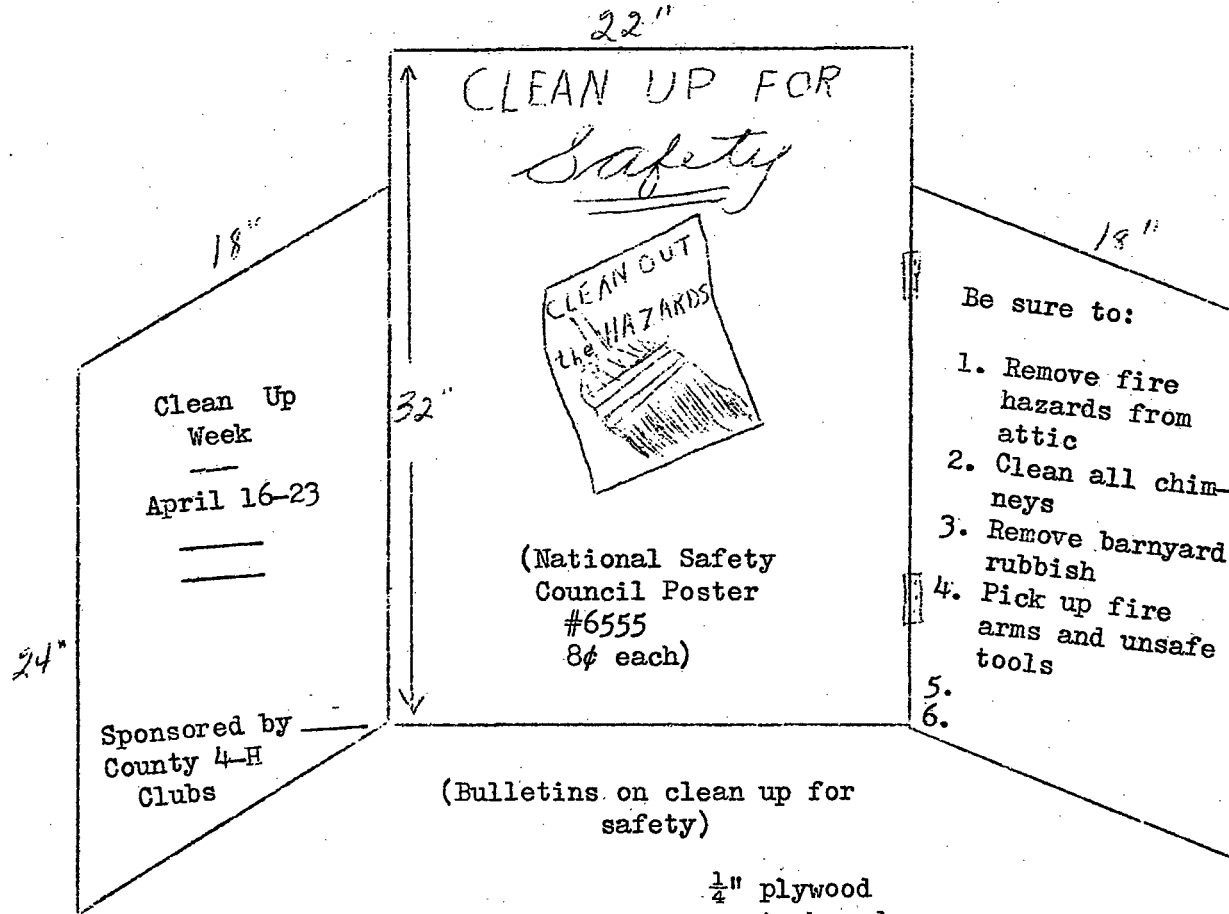 22"
CLEAN UP FOR
Safety
18"
18"
CLEAN OUT
the HAZARDS
Be sure to:
1. Remove fire
hazards from
attic
2. Clean all chim-
neys
3. Remove barnyard
rubbish
4. Pick up fire
arms and unsafe
tools
5.
6.
Clean Up
Week
April 16-23
32"
24"
(National Safety
Council Poster
#6555
8¢ each)
Sponsored by
County 4-H
Clubs
(Bulletins on clean up for
safety)
¼" plywood